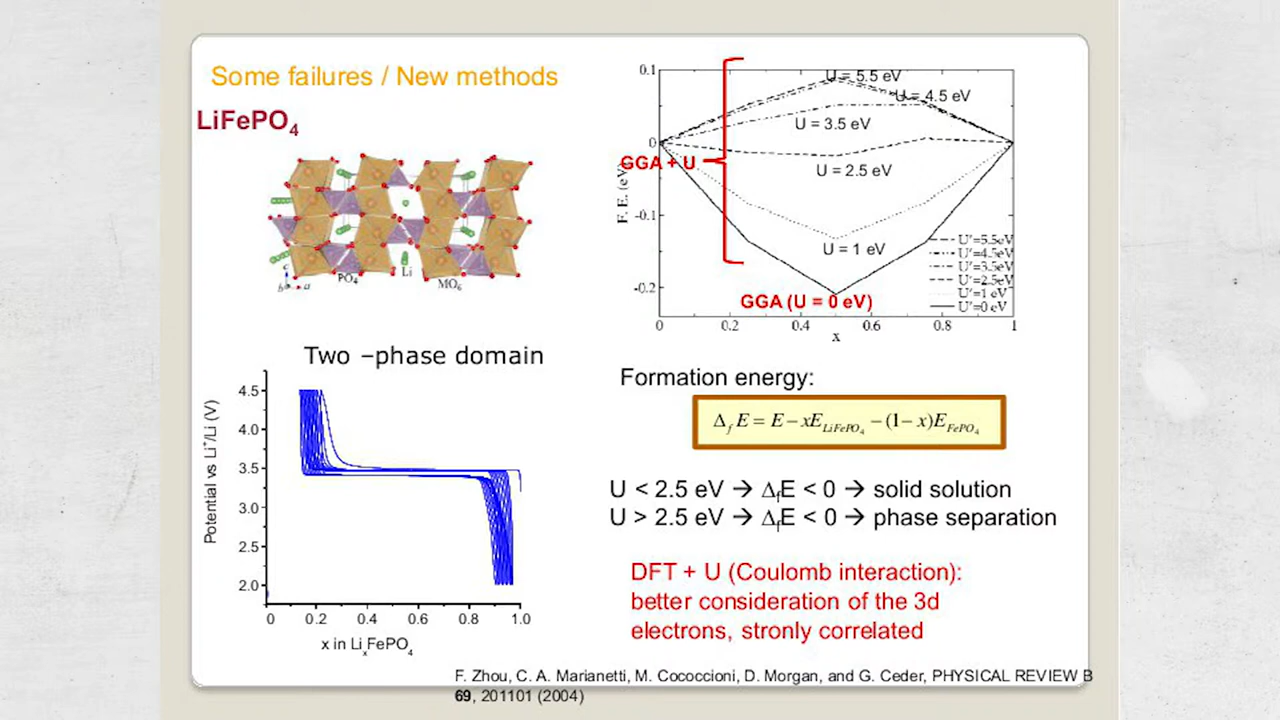 Some failures / New methods
LiFePO4
PO4
Li
MO6
c
b
a
GGA + U
F. E. (eV)
0.1
0
-0.1
-0.2
U = 5.5 eV
U = 4.5 eV
U = 3.5 eV
U = 2.5 eV
U = 1 eV
GGA (U = 0 eV)
U'=5.5eV
U'=4.5eV
U'=3.5eV
U'=2.5eV
U'=1 eV
U'=0 eV
0 0.2 0.4 0.6 0.8 1
x
Two –phase domain
Potential vs Li+/Li (V)
4.5
4.0
3.5
3.0
2.5
2.0
0 0.2 0.4 0.6 0.8 1.0
x in LixFePO4
Formation energy:
ΔfE = E – xELiFePO4 – (1– x)EFePO4
U < 2.5 eV → ΔfE < 0 → solid solution
U > 2.5 eV → ΔfE < 0 → phase separation
DFT + U (Coulomb interaction):
better consideration of the 3d
electrons, stronly correlated
F. Zhou, C. A. Marianetti, M. Cococcioni, D. Morgan, and G. Ceder, PHYSICAL REVIEW B
69, 201101 (2004)